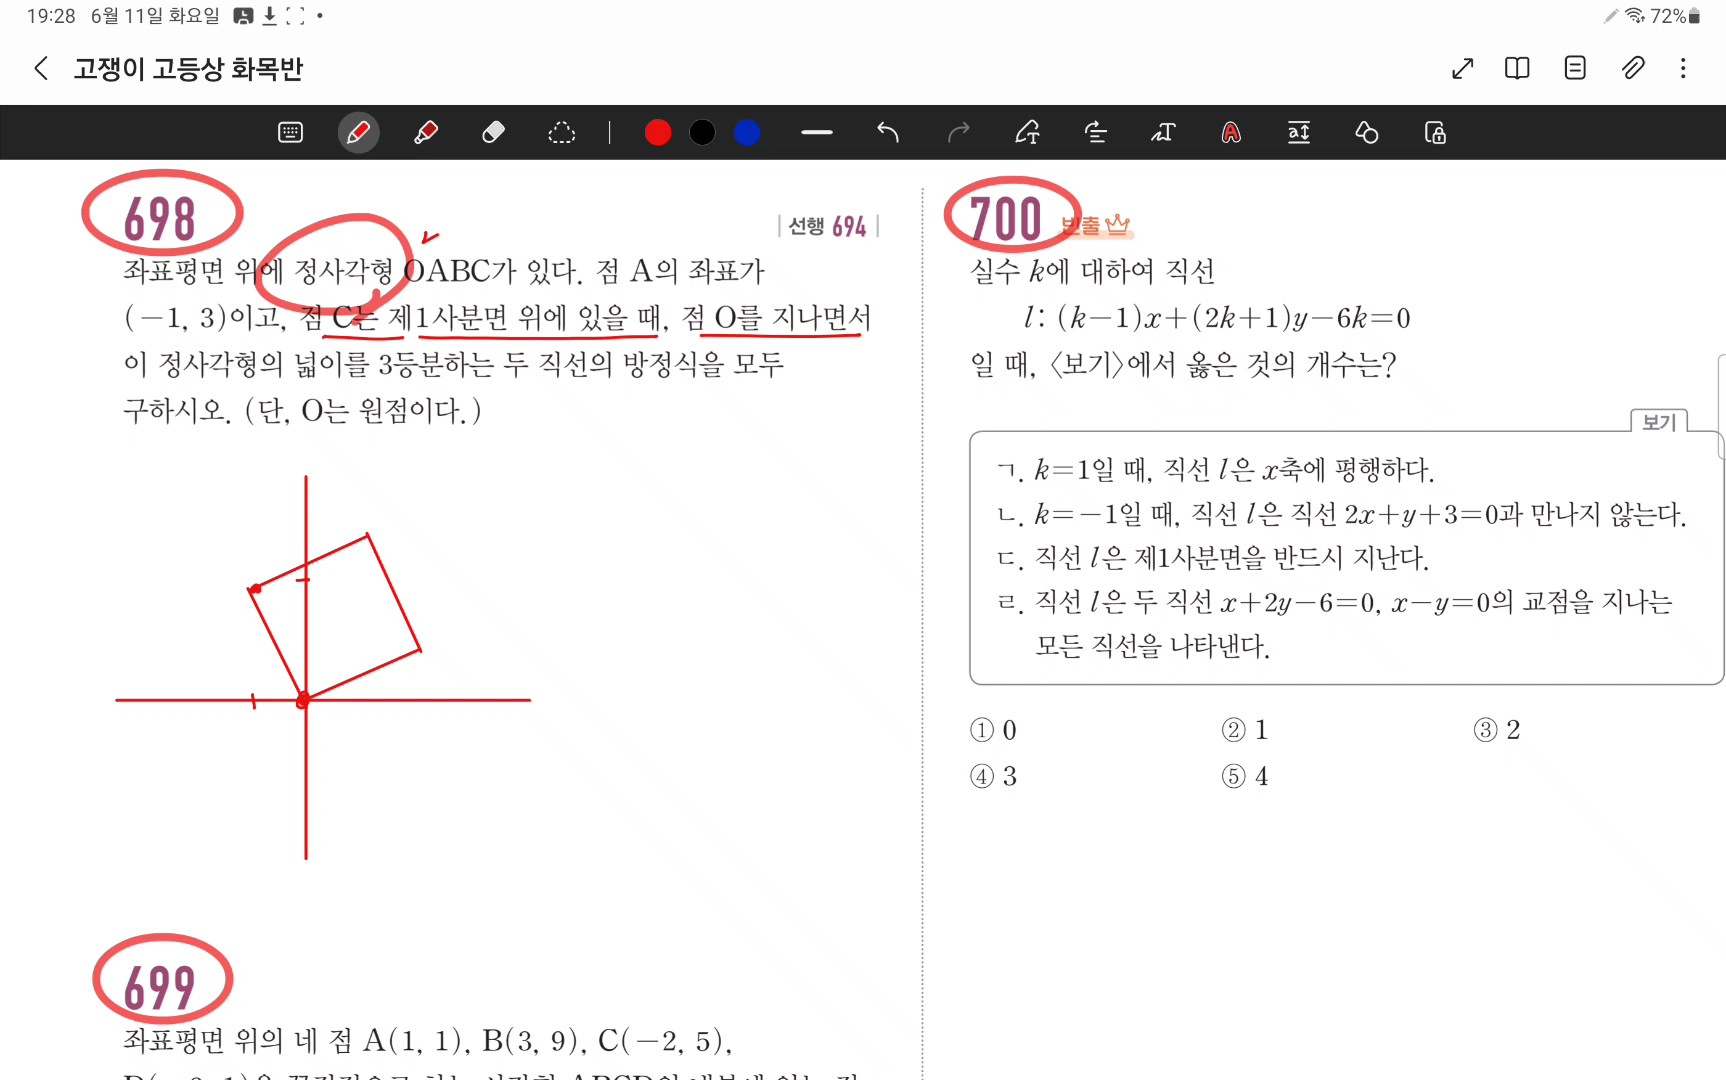 19:28 6월 11일 화요일
72%
고쟁이 고등상 화목반
698
선행 694
좌표평면 위에 정사각형 OABC가 있다. 점 A의 좌표가
(−1, 3)이고, 점 C는 제1사분면 위에 있을 때, 점 O를 지나면서
이 정사각형의 넓이를 3등분하는 두 직선의 방정식을 모두
구하시오. (단, O는 원점이다.)
699
좌표평면 위의 네 점 A(1, 1), B(3, 9), C(−2, 5),
700 빈출
실수 k에 대하여 직선
l: (k−1)x+(2k+1)y−6k=0
일 때, 〈보기〉에서 옳은 것의 개수는?
보기
ㄱ. k=1일 때, 직선 l은 x축에 평행하다.
ㄴ. k=−1일 때, 직선 l은 직선 2x+y+3=0과 만나지 않는다.
ㄷ. 직선 l은 제1사분면을 반드시 지난다.
ㄹ. 직선 l은 두 직선 x+2y−6=0, x−y=0의 교점을 지나는
모든 직선을 나타낸다.
① 0 ② 1 ③ 2
④ 3 ⑤ 4